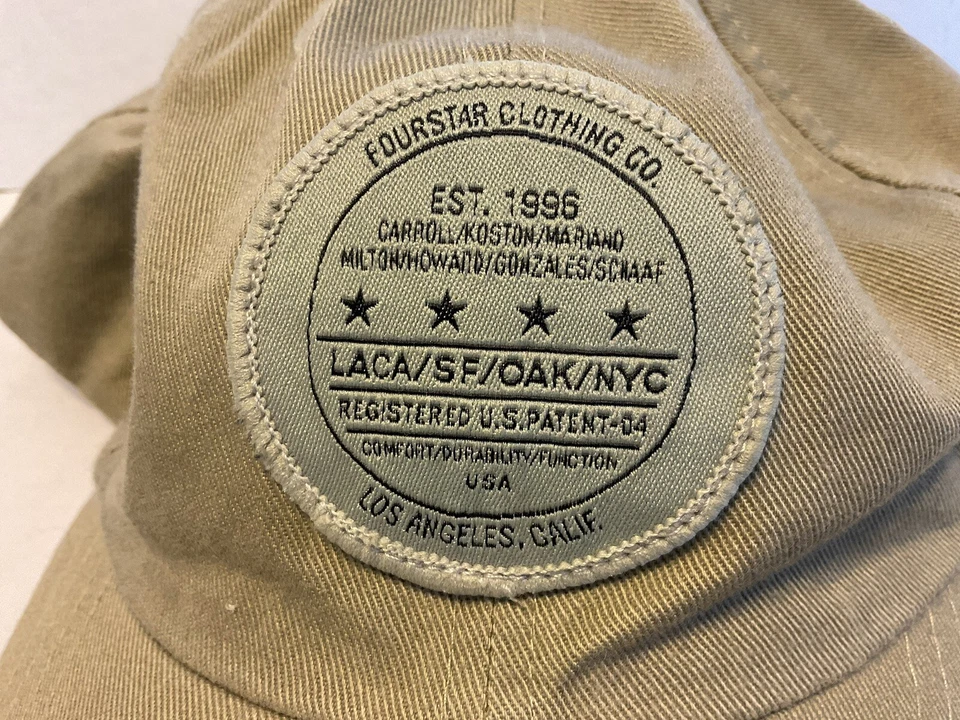 FOURSTAR CLOTHING CO.
EST. 1996
CARROLL/KOSTON/MARIANO
MILTON/HOWARD/GONZALES/SCHAAF
LACA/SF/OAK/NYC
REGISTERED U.S.PATENT-04
COMFORT/DURABILITY/FUNCTION
USA
LOS ANGELES, CALIF.